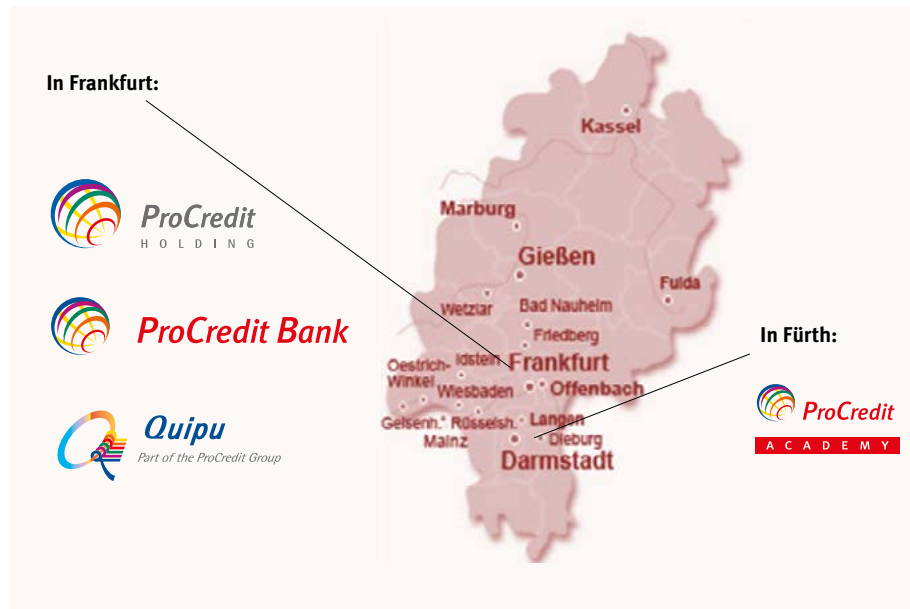 In Frankfurt:
ProCredit
HOLDING
ProCredit Bank
Quipu
Part of the ProCredit Group
Kassel
Marburg
Gießen
Fulda
Wetzlar
Bad Nauheim
Friedberg
Idstein
Frankfurt
Oestrich-
Winkel
Wiesbaden
Offenbach
Geisenh.
Rüsselsh.
Langen
Mainz
Dieburg
Darmstadt
In Fürth:
ProCredit
ACADEMY